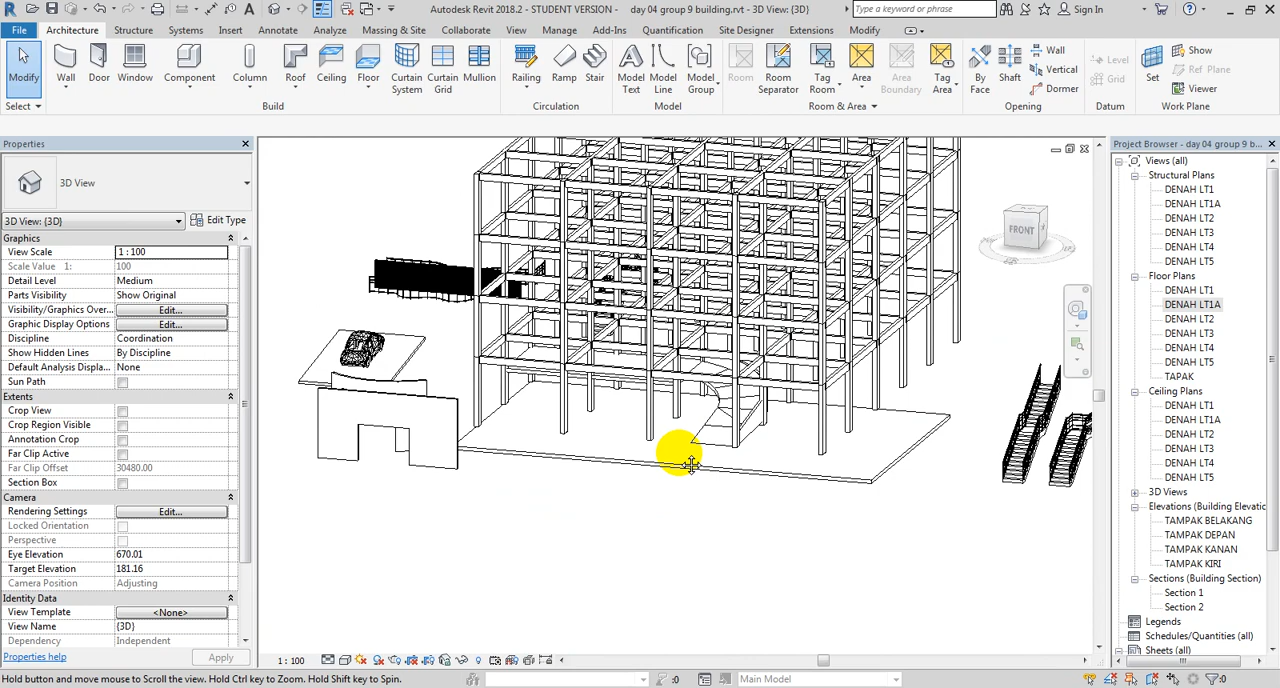 Autodesk Revit 2018.2 - STUDENT VERSION - day 04 group 9 building.rvt - 3D View: {3D}
Type a keyword or phrase
Sign In
File Architecture Structure Systems Insert Annotate Analyze Massing & Site Collaborate View Manage Add-Ins Quantification Site Designer Extensions Modify
Modify
Wall
Door
Window
Component
Column
Roof
Ceiling
Floor
Curtain System
Curtain Grid
Mullion
Railing
Ramp
Stair
Model Text
Model Line
Model Group
Room
Room Separator
Tag Room
Area
Area Boundary
Tag Area
By Face
Shaft
Wall
Vertical
Dormer
Level
Grid
Set
Show
Ref Plane
Viewer
Select
Build
Circulation
Model
Room & Area
Opening
Datum
Work Plane
Properties
3D View
3D View: {3D}
Edit Type
Graphics
View Scale 1 : 100
Scale Value 1: 100
Detail Level Medium
Parts Visibility Show Original
Visibility/Graphics Over... Edit...
Graphic Display Options Edit...
Discipline Coordination
Show Hidden Lines By Discipline
Default Analysis Displa... None
Sun Path
Extents
Crop View
Crop Region Visible
Annotation Crop
Far Clip Active
Far Clip Offset 30480.00
Section Box
Camera
Rendering Settings Edit...
Locked Orientation
Perspective
Eye Elevation 670.01
Target Elevation 181.16
Camera Position Adjusting
Identity Data
View Template <None>
View Name {3D}
Dependency Independent
Properties help
Apply
FRONT
Project Browser - day 04 group 9 b...
Views (all)
Structural Plans
DENAH LT1
DENAH LT1A
DENAH LT2
DENAH LT3
DENAH LT4
DENAH LT5
Floor Plans
DENAH LT1
DENAH LT1A
DENAH LT2
DENAH LT3
DENAH LT4
DENAH LT5
TAPAK
Ceiling Plans
DENAH LT1
DENAH LT1A
DENAH LT2
DENAH LT3
DENAH LT4
DENAH LT5
3D Views
Elevations (Building Elevatio
TAMPAK BELAKANG
TAMPAK DEPAN
TAMPAK KANAN
TAMPAK KIRI
Sections (Building Section)
Section 1
Section 2
Legends
Schedules/Quantities (all)
Sheets (all)
1 : 100
Hold button and move mouse to Scroll the view. Hold Ctrl key to Zoom. Hold Shift key to Spin.
:0
Main Model
:0